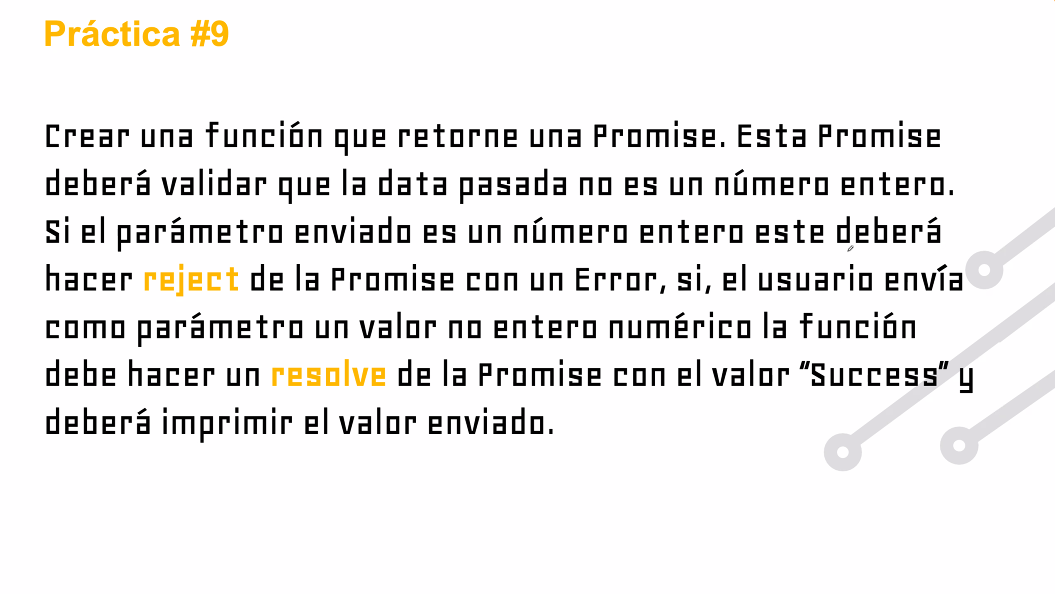 Práctica #9
Crear una función que retorne una Promise. Esta Promise
deberá validar que la data pasada no es un número entero.
Si el parámetro enviado es un número entero este deberá
hacer reject de la Promise con un Error, si, el usuario envía
como parámetro un valor no entero numérico la función
debe hacer un resolve de la Promise con el valor “Success” y
deberá imprimir el valor enviado.